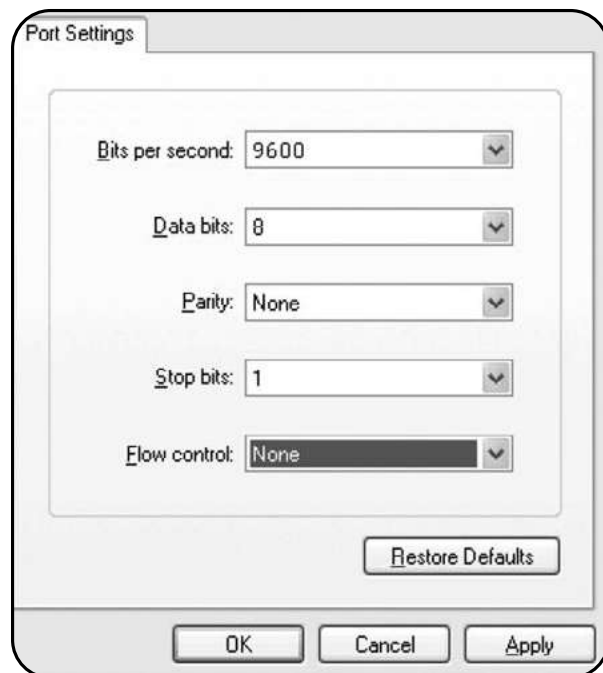 Port Settings
Bits per second: 9600
Data bits: 8
Parity: None
Stop bits: 1
Flow control: None
Restore Defaults
OK Cancel Apply